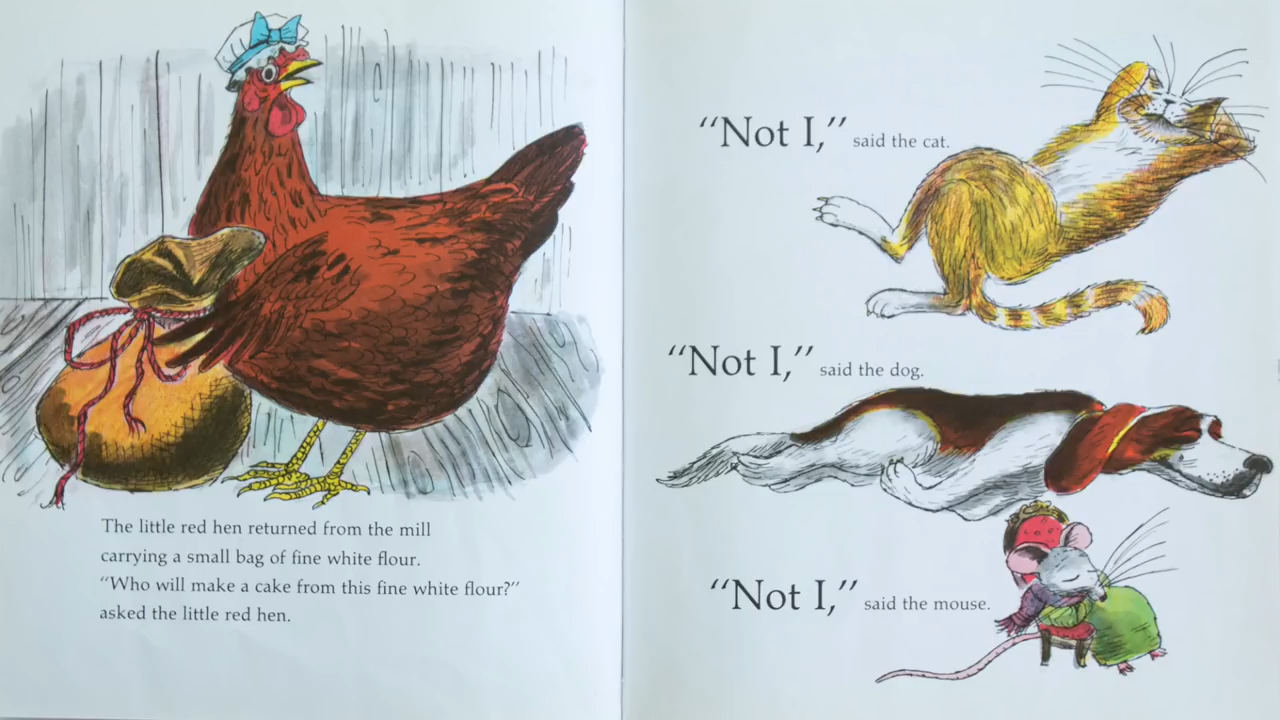 The little red hen returned from the mill
carrying a small bag of fine white flour.
“Who will make a cake from this fine white flour?”
asked the little red hen.
“Not I,” said the cat.
“Not I,” said the dog.
“Not I,” said the mouse.